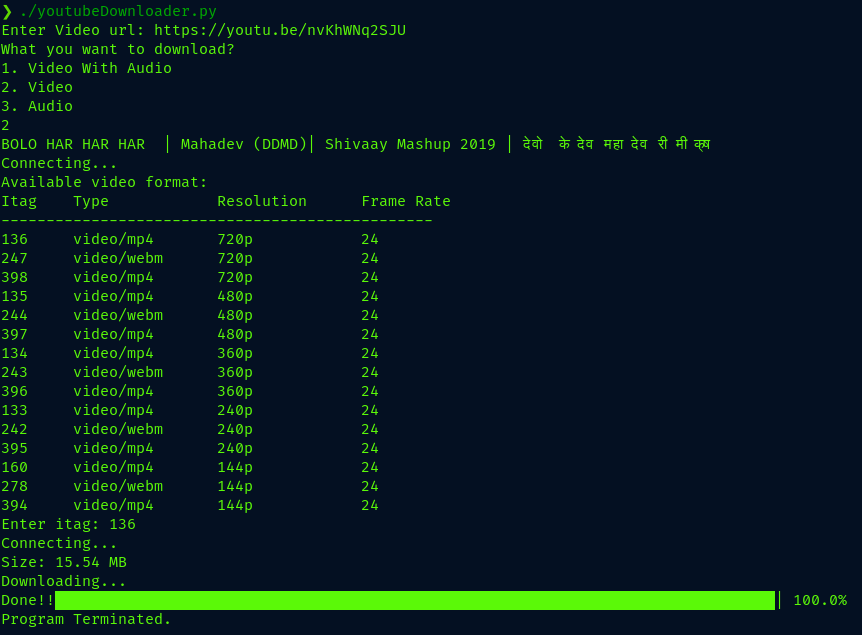 ❯ ./youtubeDownloader.py
Enter Video url: https://youtu.be/nvKhWNq2SJU
What you want to download?
1. Video With Audio
2. Video
3. Audio
2
BOLO HAR HAR HAR | Mahadev (DDMD)| Shivaay Mashup 2019 | देवो के देव महा देव री मी क्ष
Connecting...
Available video format:
Itag Type Resolution Frame Rate
------------------------------------------------
136 video/mp4 720p 24
247 video/webm 720p 24
398 video/mp4 720p 24
135 video/mp4 480p 24
244 video/webm 480p 24
397 video/mp4 480p 24
134 video/mp4 360p 24
243 video/webm 360p 24
396 video/mp4 360p 24
133 video/mp4 240p 24
242 video/webm 240p 24
395 video/mp4 240p 24
160 video/mp4 144p 24
278 video/webm 144p 24
394 video/mp4 144p 24
Enter itag: 136
Connecting...
Size: 15.54 MB
Downloading...
Done!! | 100.0%
Program Terminated.